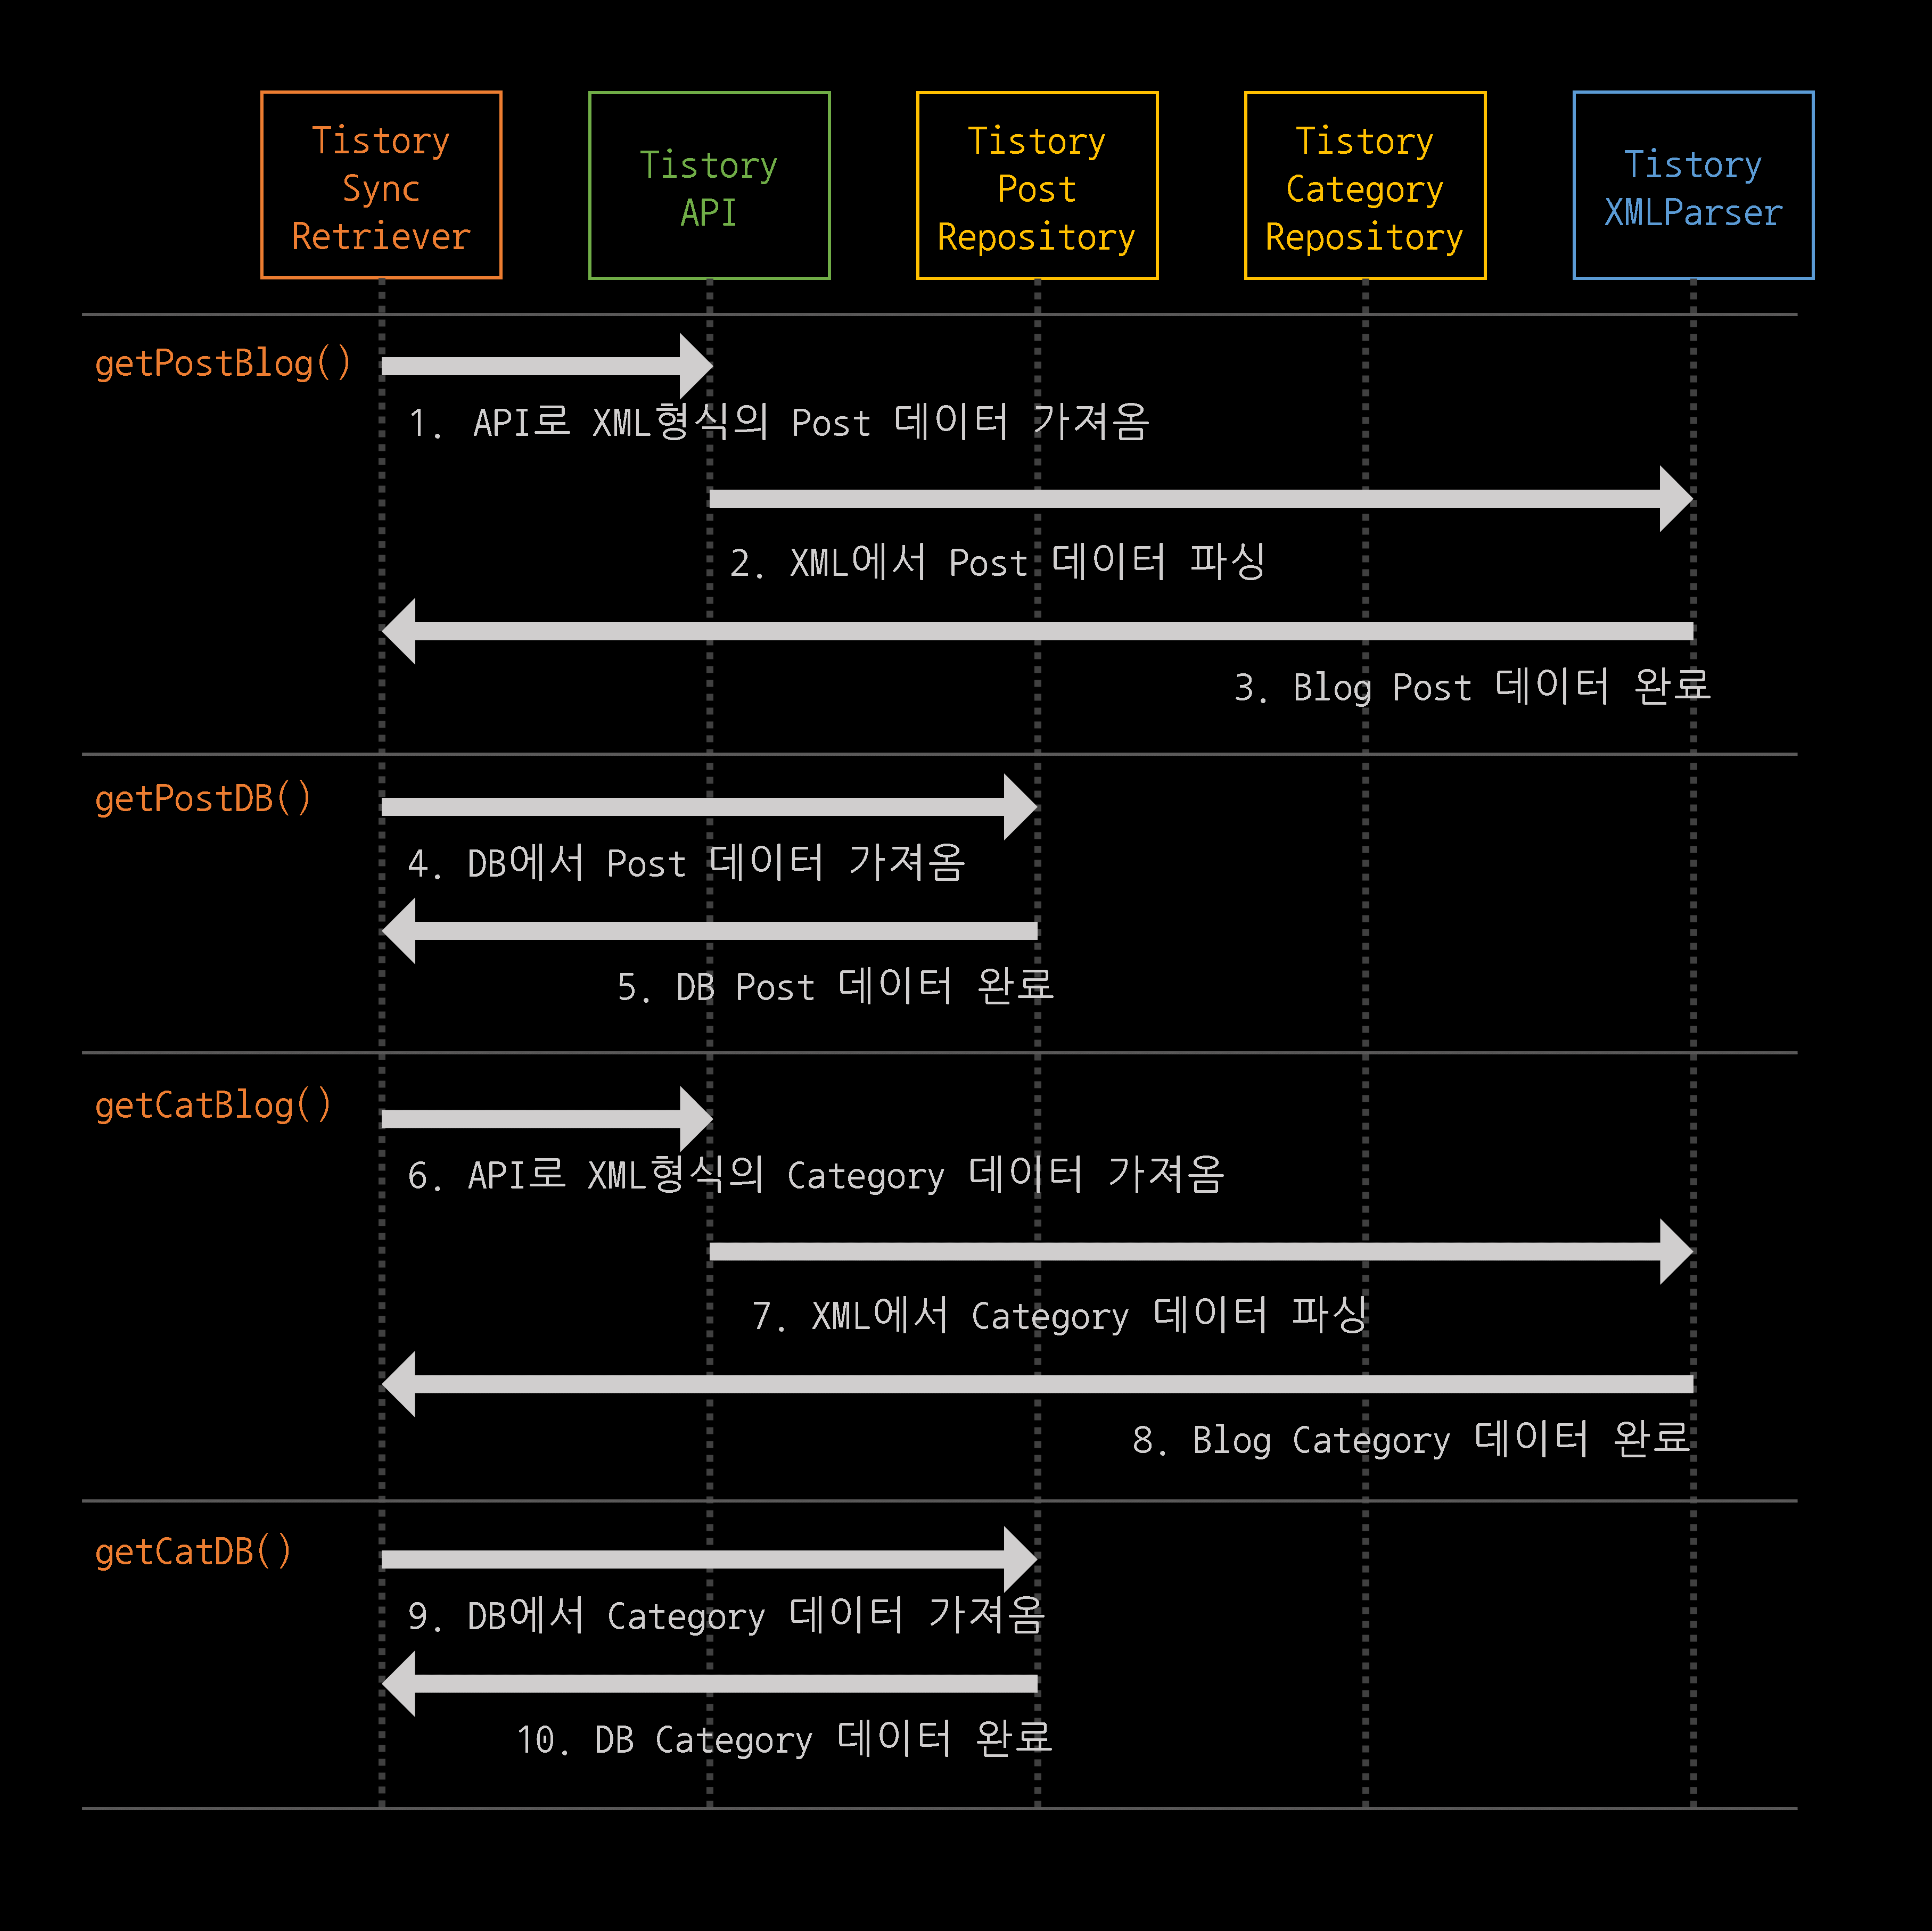 Tistory
Sync
Retriever
Tistory
API
Tistory
Post
Repository
Tistory
Category
Repository
Tistory
XMLParser
getPostBlog()
1. API로 XML형식의 Post 데이터 가져옴
2. XML에서 Post 데이터 파싱
3. Blog Post 데이터 완료
getPostDB()
4. DB에서 Post 데이터 가져옴
5. DB Post 데이터 완료
getCatBlog()
6. API로 XML형식의 Category 데이터 가져옴
7. XML에서 Category 데이터 파싱
8. Blog Category 데이터 완료
getCatDB()
9. DB에서 Category 데이터 가져옴
10. DB Category 데이터 완료